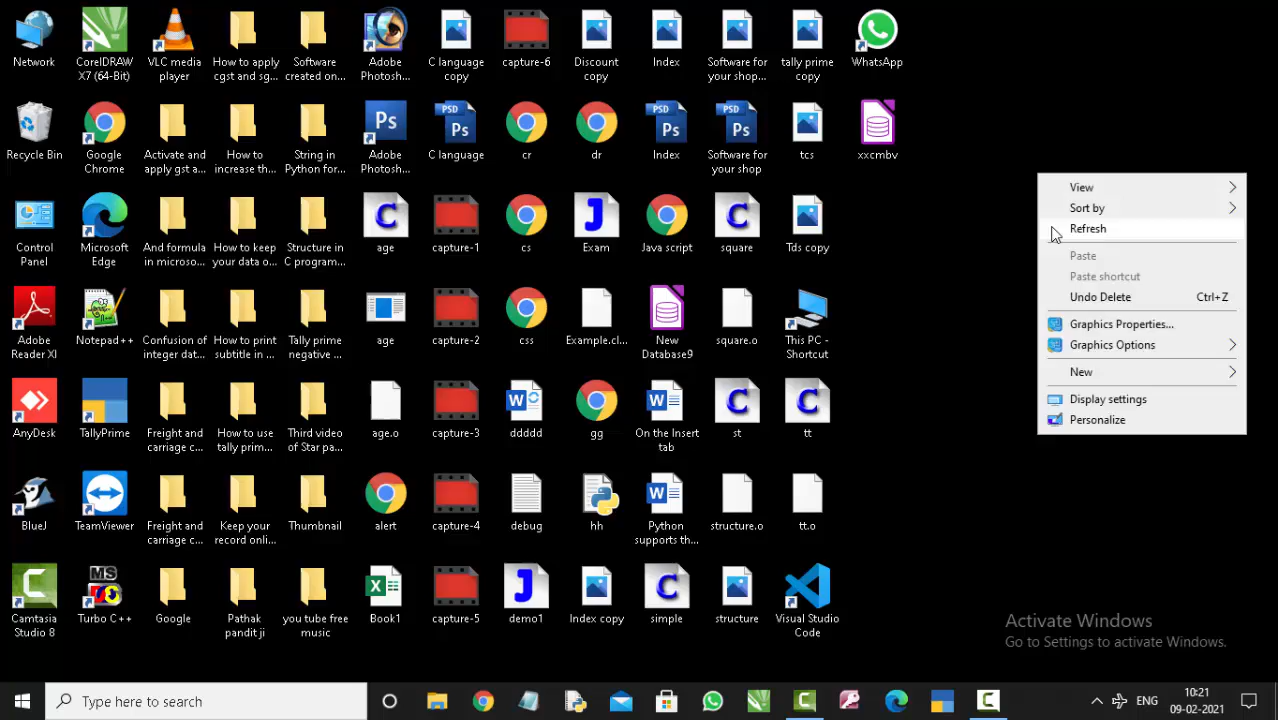 Network
CorelDRAW
X7 (64-Bit)
VLC media
player
How to apply
cgst and sg...
Software
created on...
Adobe
Photosh...
C language
copy
capture-6
Discount
copy
Index
Software for
your shop...
tally prime
copy
WhatsApp
Recycle Bin
Google
Chrome
Activate and
apply gst a...
How to
increase th...
String in
Python for...
Ps
Adobe
Photosh...
PSD
Ps
C language
cr
dr
PSD
Ps
Index
PSD
Ps
Software for
your shop
tcs
xxcmbv
Control
Panel
Microsoft
Edge
And formula
in microso...
How to keep
your data o...
Structure in
C program...
C
age
capture-1
cs
J
Exam
Java script
C
square
Tds copy
Adobe
Reader XI
Notepad++
Confusion of
integer dat...
How to print
subtitle in ...
Tally prime
negative ...
age
capture-2
css
Example.cl...
New
Database9
square.o
This PC -
Shortcut
AnyDesk
TallyPrime
Freight and
carriage c...
How to use
tally prim...
Third video
of Star pa...
age.o
capture-3
W
ddddd
gg
W
On the Insert
tab
C
st
C
tt
BlueJ
TeamViewer
Freight and
carriage c...
Keep your
record onli...
Thumbnail
alert
capture-4
debug
hh
W
Python
supports th...
structure.o
tt.o
C
Camtasia
Studio 8
MS
Turbo C++
Google
Pathak
pandit ji
you tube free
music
X
Book1
capture-5
J
demo1
Index copy
C
simple
structure
Visual Studio
Code
View
Sort by
Refresh
Paste
Paste shortcut
Undo Delete Ctrl+Z
Graphics Properties...
Graphics Options
New
Display settings
Personalize
Activate Windows
Go to Settings to activate Windows.
Type here to search
ENG
10:21
09-02-2021